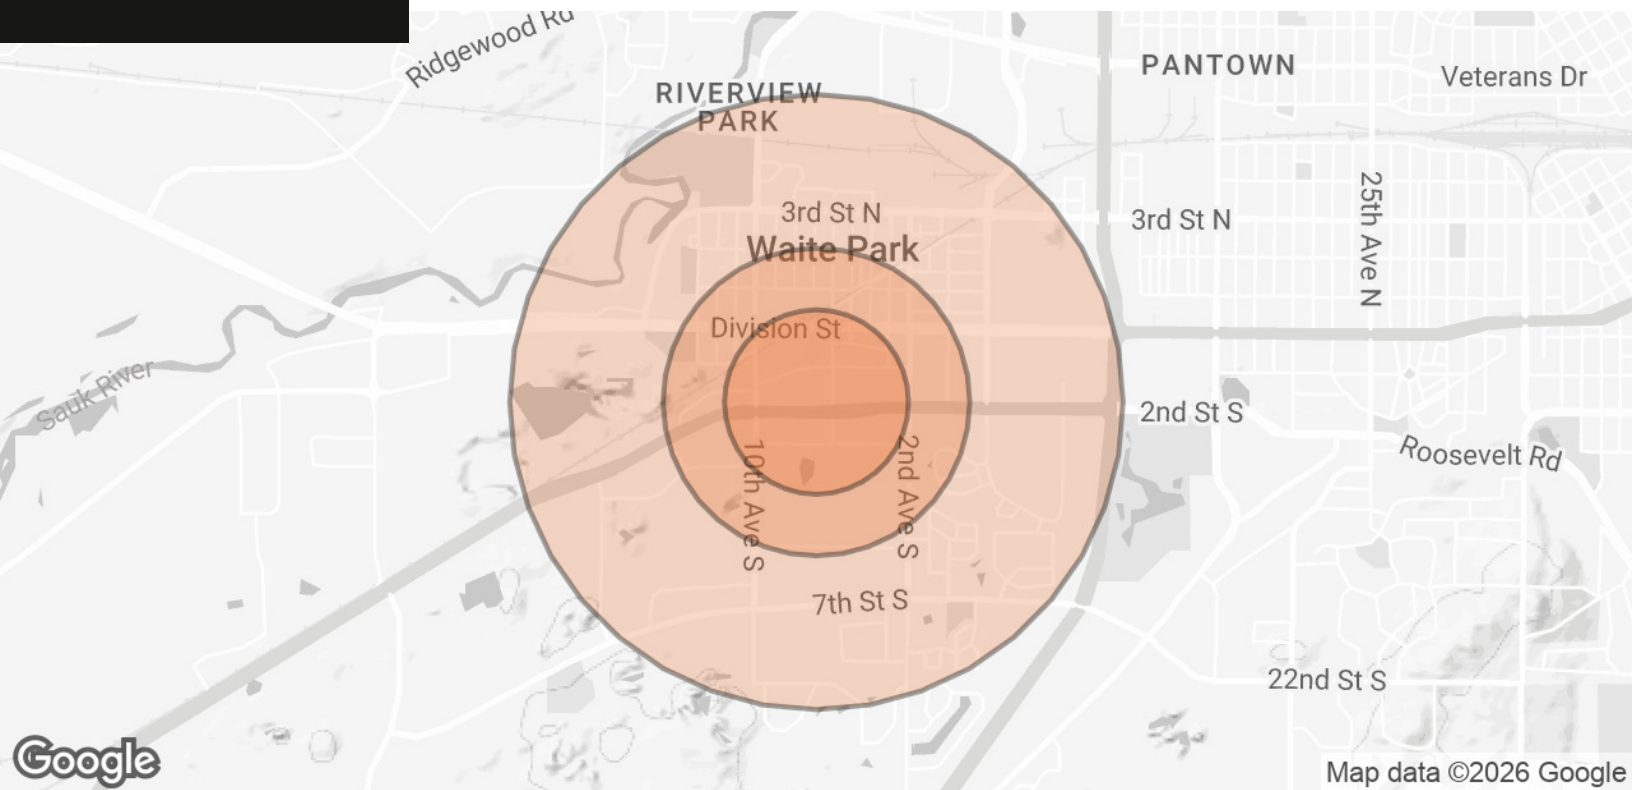 Ridgewood Rd
RIVERVIEW
PARK
PANTOWN
Veterans Dr
3rd St N
3rd St N
25th Ave N
Waite Park
Division St
Sauk River
2nd St S
10th Ave S
2nd Ave S
Roosevelt Rd
7th St S
22nd St S
Google
Map data ©2026 Google